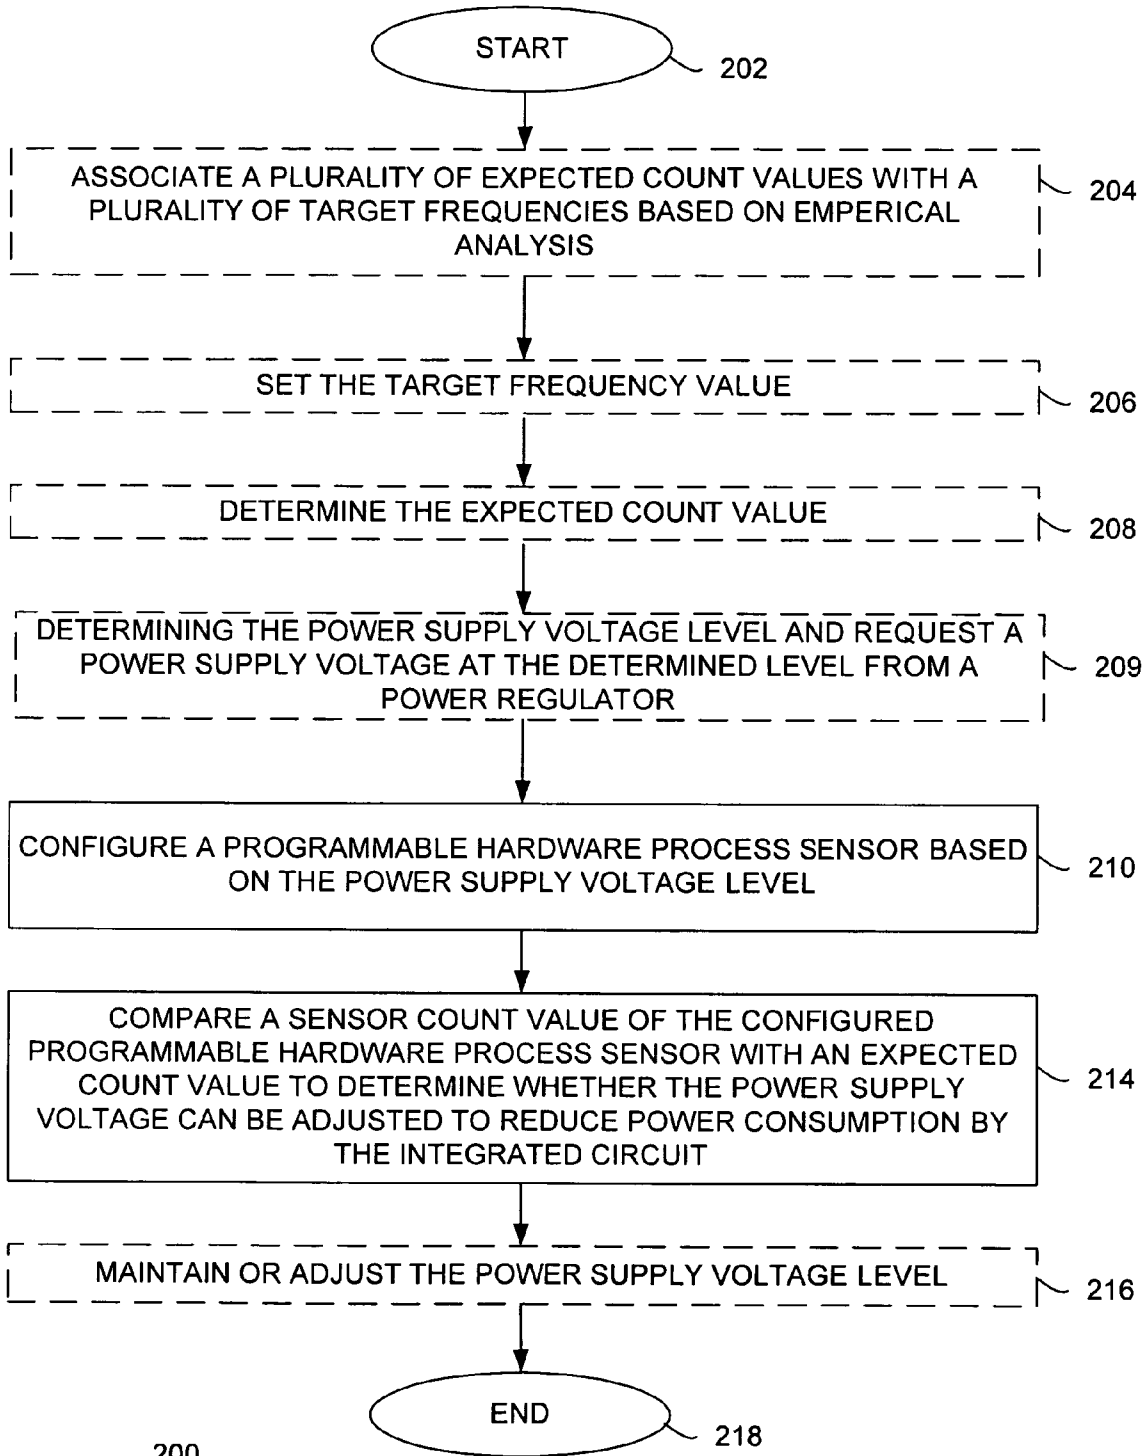 START
202
ASSOCIATE A PLURALITY OF EXPECTED COUNT VALUES WITH A
PLURALITY OF TARGET FREQUENCIES BASED ON EMPERICAL
ANALYSIS
204
SET THE TARGET FREQUENCY VALUE
206
DETERMINE THE EXPECTED COUNT VALUE
208
DETERMINING THE POWER SUPPLY VOLTAGE LEVEL AND REQUEST A
POWER SUPPLY VOLTAGE AT THE DETERMINED LEVEL FROM A
POWER REGULATOR
209
CONFIGURE A PROGRAMMABLE HARDWARE PROCESS SENSOR BASED
ON THE POWER SUPPLY VOLTAGE LEVEL
210
COMPARE A SENSOR COUNT VALUE OF THE CONFIGURED
PROGRAMMABLE HARDWARE PROCESS SENSOR WITH AN EXPECTED
COUNT VALUE TO DETERMINE WHETHER THE POWER SUPPLY
VOLTAGE CAN BE ADJUSTED TO REDUCE POWER CONSUMPTION BY
THE INTEGRATED CIRCUIT
214
MAINTAIN OR ADJUST THE POWER SUPPLY VOLTAGE LEVEL
216
END
218
200